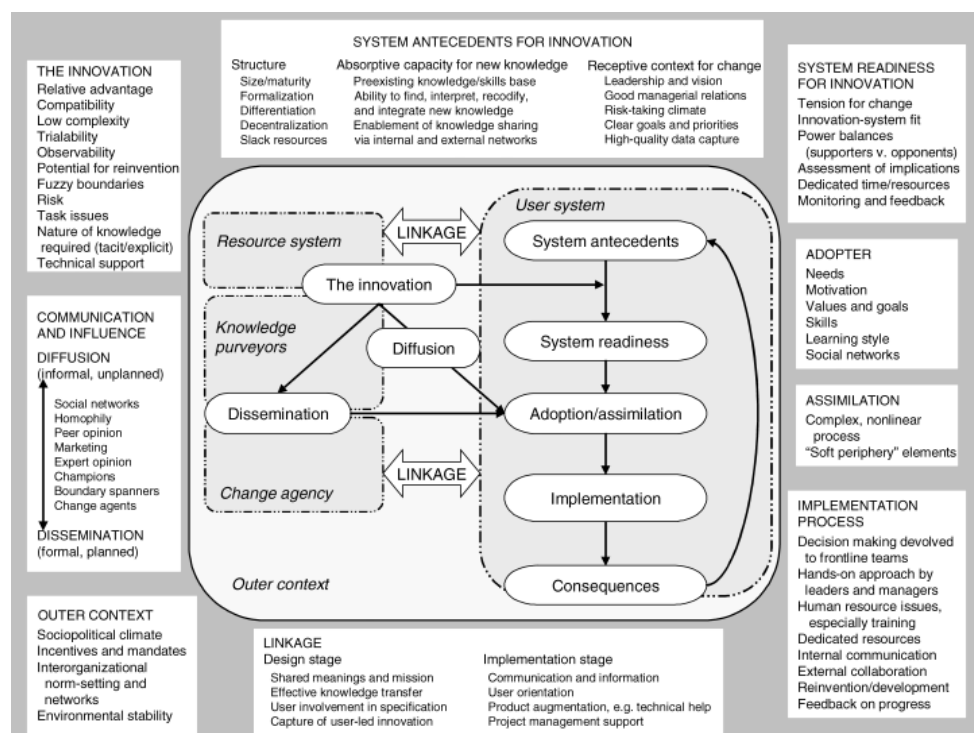 SYSTEM ANTECEDENTS FOR INNOVATION
Structure
Size/maturity
Formalization
Differentiation
Decentralization
Slack resources
Absorptive capacity for new knowledge
Preexisting knowledge/skills base
Ability to find, interpret, recodify,
and integrate new knowledge
Enablement of knowledge sharing
via internal and external networks
Receptive context for change
Leadership and vision
Good managerial relations
Risk-taking climate
Clear goals and priorities
High-quality data capture
THE INNOVATION
Relative advantage
Compatibility
Low complexity
Trialability
Observability
Potential for reinvention
Fuzzy boundaries
Risk
Task issues
Nature of knowledge
required (tacit/explicit)
Technical support
COMMUNICATION
AND INFLUENCE
DIFFUSION
(informal, unplanned)
Social networks
Homophily
Peer opinion
Marketing
Expert opinion
Champions
Boundary spanners
Change agents
DISSEMINATION
(formal, planned)
OUTER CONTEXT
Sociopolitical climate
Incentives and mandates
Interorganizational
norm-setting and
networks
Environmental stability
Resource system
LINKAGE
User system
System antecedents
The innovation
Knowledge
purveyors
Diffusion
System readiness
Dissemination
Adoption/assimilation
LINKAGE
Change agency
Implementation
Outer context
Consequences
LINKAGE
Design stage
Shared meanings and mission
Effective knowledge transfer
User involvement in specification
Capture of user-led innovation
Implementation stage
Communication and information
User orientation
Product augmentation, e.g. technical help
Project management support
SYSTEM READINESS
FOR INNOVATION
Tension for change
Innovation-system fit
Power balances
(supporters v. opponents)
Assessment of implications
Dedicated time/resources
Monitoring and feedback
ADOPTER
Needs
Motivation
Values and goals
Skills
Learning style
Social networks
ASSIMILATION
Complex, nonlinear
process
"Soft periphery" elements
IMPLEMENTATION
PROCESS
Decision making devolved
to frontline teams
Hands-on approach by
leaders and managers
Human resource issues,
especially training
Dedicated resources
Internal communication
External collaboration
Reinvention/development
Feedback on progress